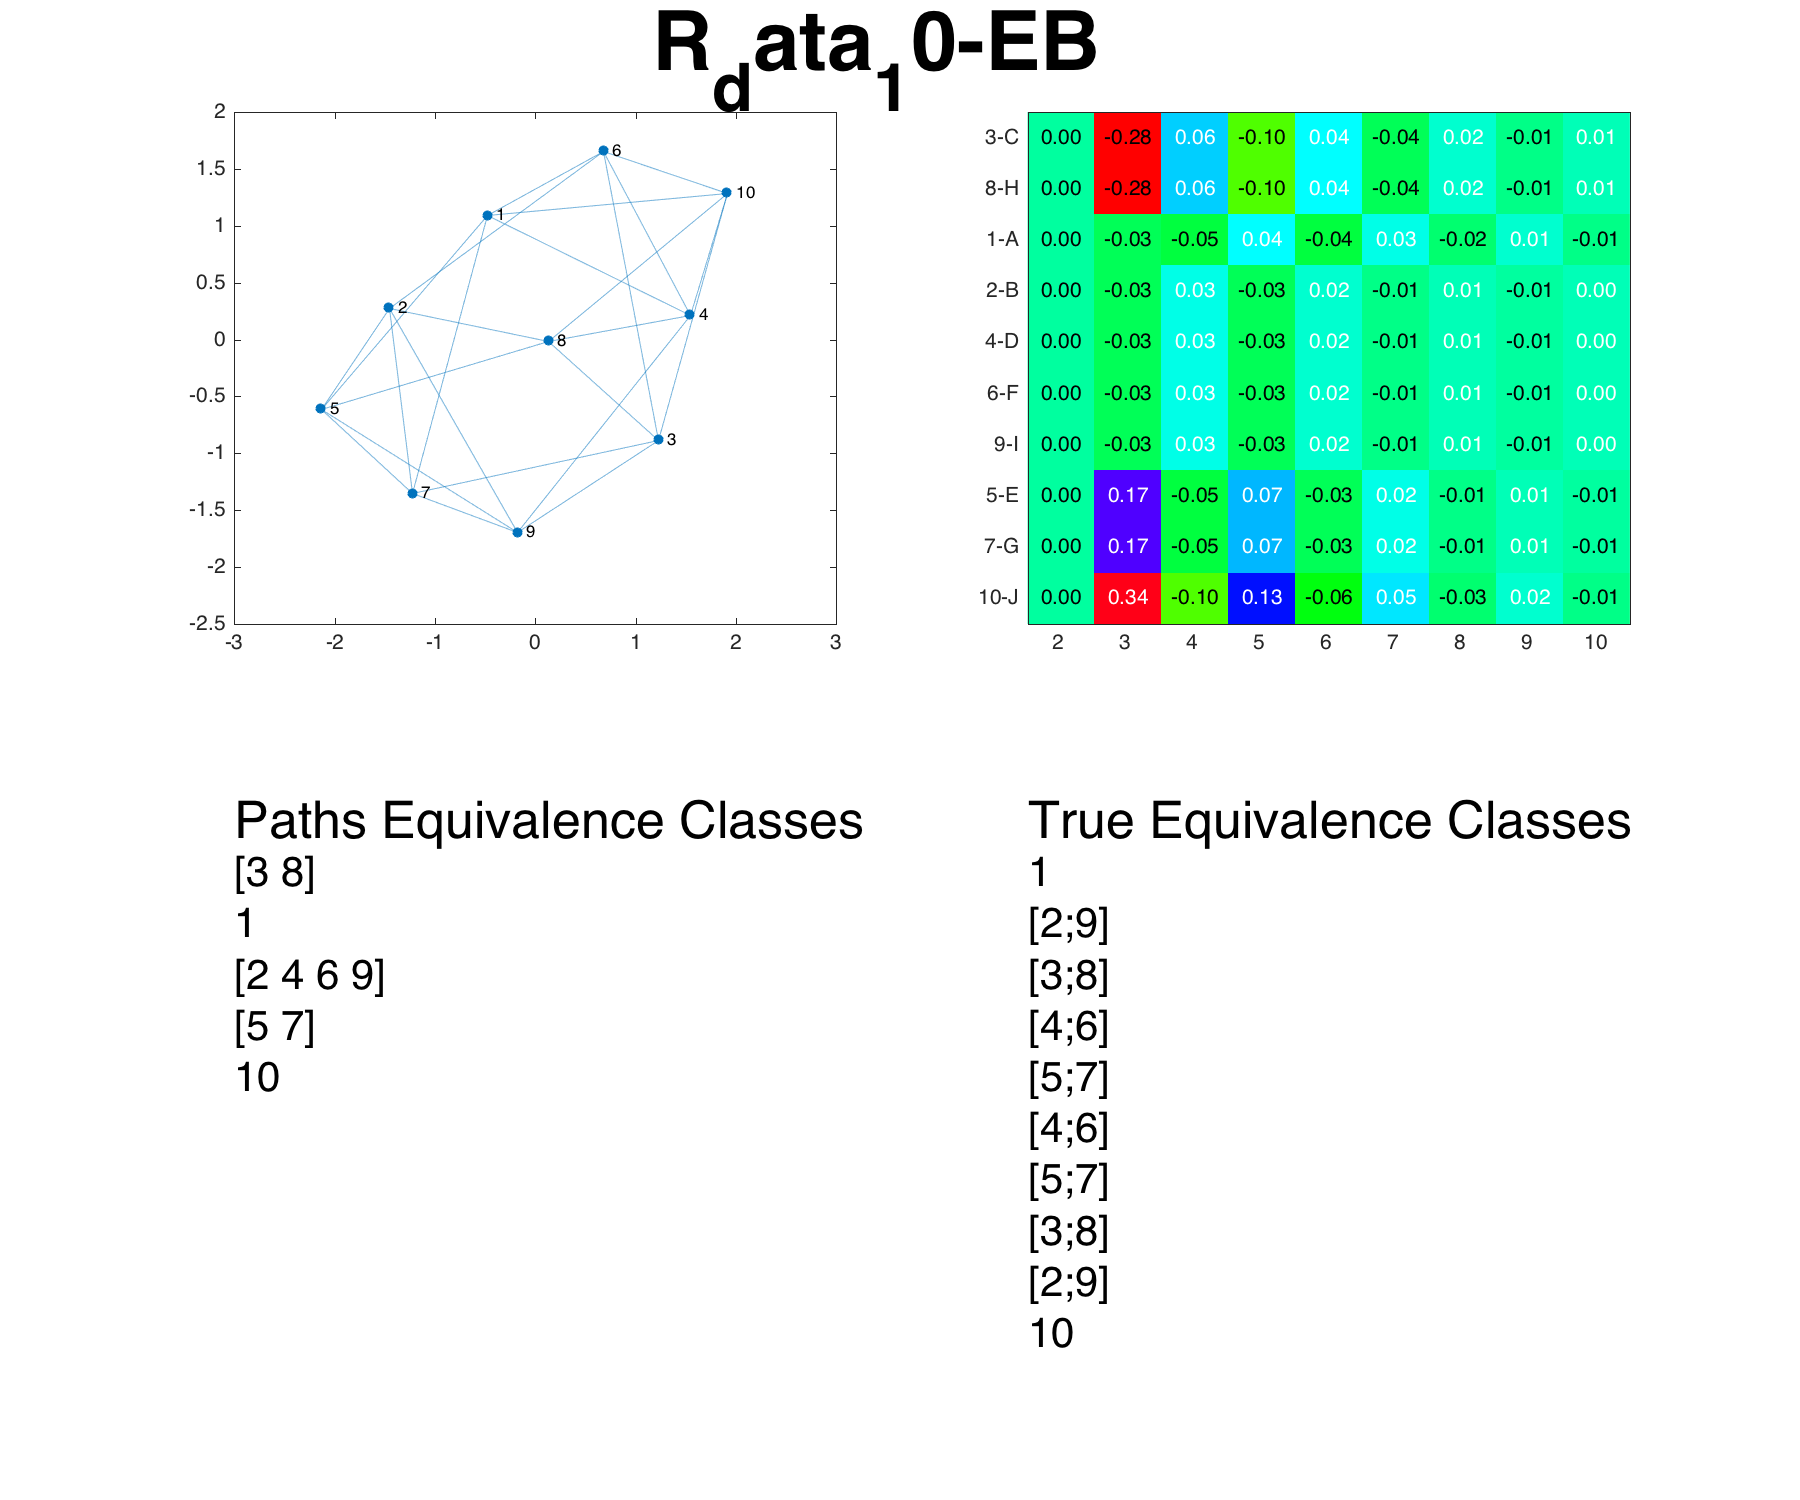 R_data_10-EB
2
1.5
1
0.5
0
-0.5
-1
-1.5
-2
-2.5
-3 -2 -1 0 1 2 3
6
10
1
2
4
8
5
3
7
9
3-C 0.00 -0.28 0.06 -0.10 0.04 -0.04 0.02 -0.01 0.01
8-H 0.00 -0.28 0.06 -0.10 0.04 -0.04 0.02 -0.01 0.01
1-A 0.00 -0.03 -0.05 0.04 -0.04 0.03 -0.02 0.01 -0.01
2-B 0.00 -0.03 0.03 -0.03 0.02 -0.01 0.01 -0.01 0.00
4-D 0.00 -0.03 0.03 -0.03 0.02 -0.01 0.01 -0.01 0.00
6-F 0.00 -0.03 0.03 -0.03 0.02 -0.01 0.01 -0.01 0.00
9-I 0.00 -0.03 0.03 -0.03 0.02 -0.01 0.01 -0.01 0.00
5-E 0.00 0.17 -0.05 0.07 -0.03 0.02 -0.01 0.01 -0.01
7-G 0.00 0.17 -0.05 0.07 -0.03 0.02 -0.01 0.01 -0.01
10-J 0.00 0.34 -0.10 0.13 -0.06 0.05 -0.03 0.02 -0.01
2 3 4 5 6 7 8 9 10
Paths Equivalence Classes
[3 8]
1
[2 4 6 9]
[5 7]
10
True Equivalence Classes
1
[2;9]
[3;8]
[4;6]
[5;7]
[4;6]
[5;7]
[3;8]
[2;9]
10